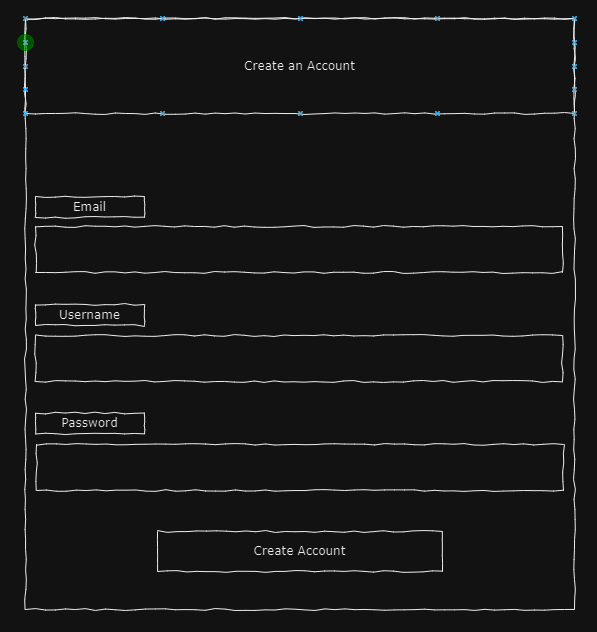 Create an Account
Email
Username
Password
Create Account